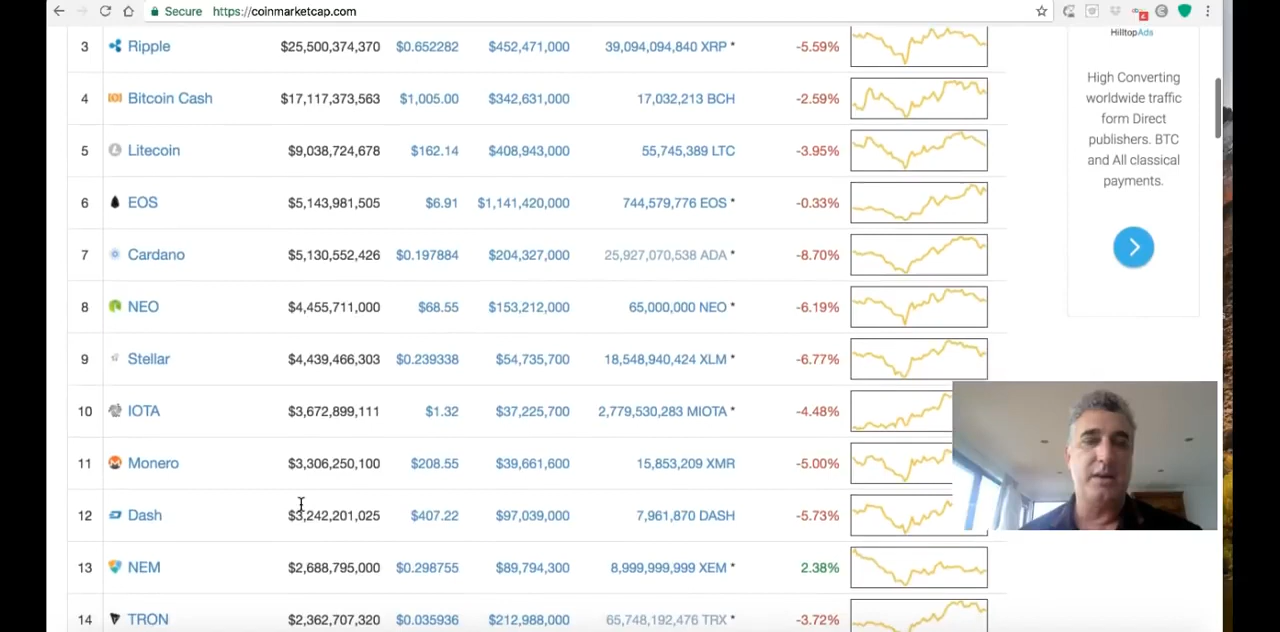 Secure https://coinmarketcap.com
3 Ripple $25,500,374,370 $0.652282 $452,471,000 39,094,094,840 XRP * -5.59%
HilltopAds
4 Bitcoin Cash $17,117,373,563 $1,005.00 $342,631,000 17,032,213 BCH -2.59%
High Converting
worldwide traffic
form Direct
publishers. BTC
and All classical
payments.
5 Litecoin $9,038,724,678 $162.14 $408,943,000 55,745,389 LTC -3.95%
6 EOS $5,143,981,505 $6.91 $1,141,420,000 744,579,776 EOS * -0.33%
7 Cardano $5,130,552,426 $0.197884 $204,327,000 25,927,070,538 ADA * -8.70%
8 NEO $4,455,711,000 $68.55 $153,212,000 65,000,000 NEO * -6.19%
9 Stellar $4,439,466,303 $0.239338 $54,735,700 18,548,940,424 XLM * -6.77%
10 IOTA $3,672,899,111 $1.32 $37,225,700 2,779,530,283 MIOTA * -4.48%
11 Monero $3,306,250,100 $208.55 $39,661,600 15,853,209 XMR -5.00%
12 Dash $3,242,201,025 $407.22 $97,039,000 7,961,870 DASH -5.73%
13 NEM $2,688,795,000 $0.298755 $89,794,300 8,999,999,999 XEM * 2.38%
14 TRON $2,362,707,320 $0.035936 $212,988,000 65,748,192,476 TRX * -3.72%